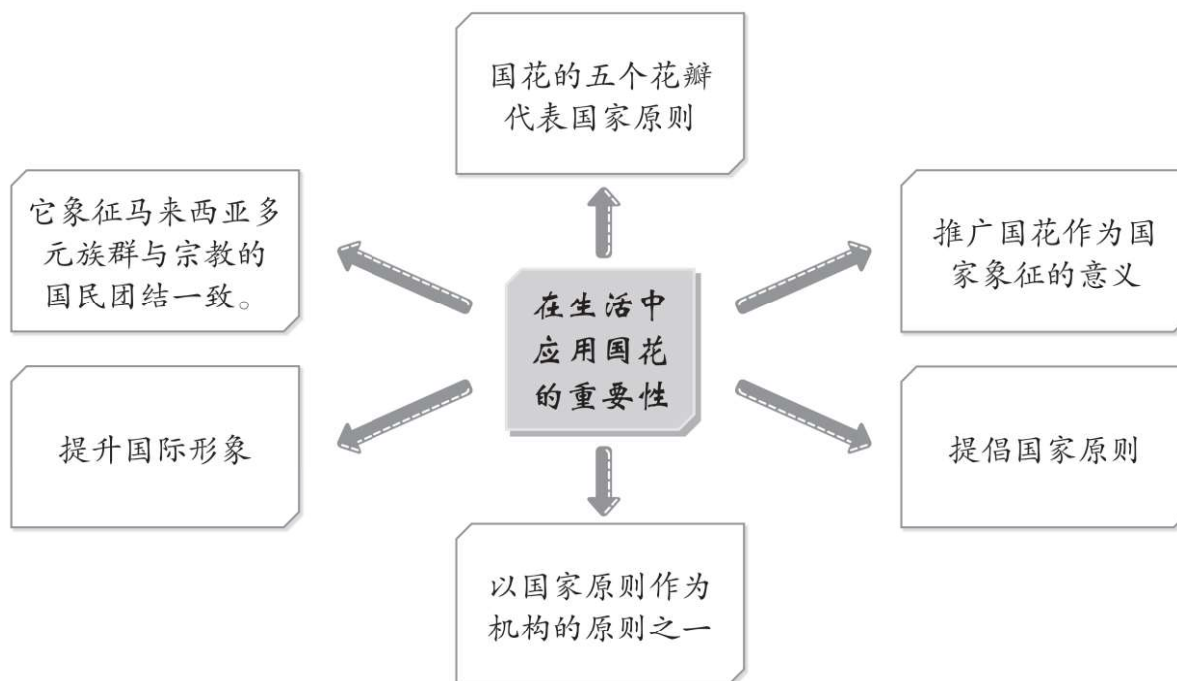 国花的五个花瓣
代表国家原则
它象征马来西亚多
元族群与宗教的
国民团结一致。
推广国花作为国
家象征的意义
在生活中
应用国花
的重要性
提升国际形象
提倡国家原则
以国家原则作为
机构的原则之一